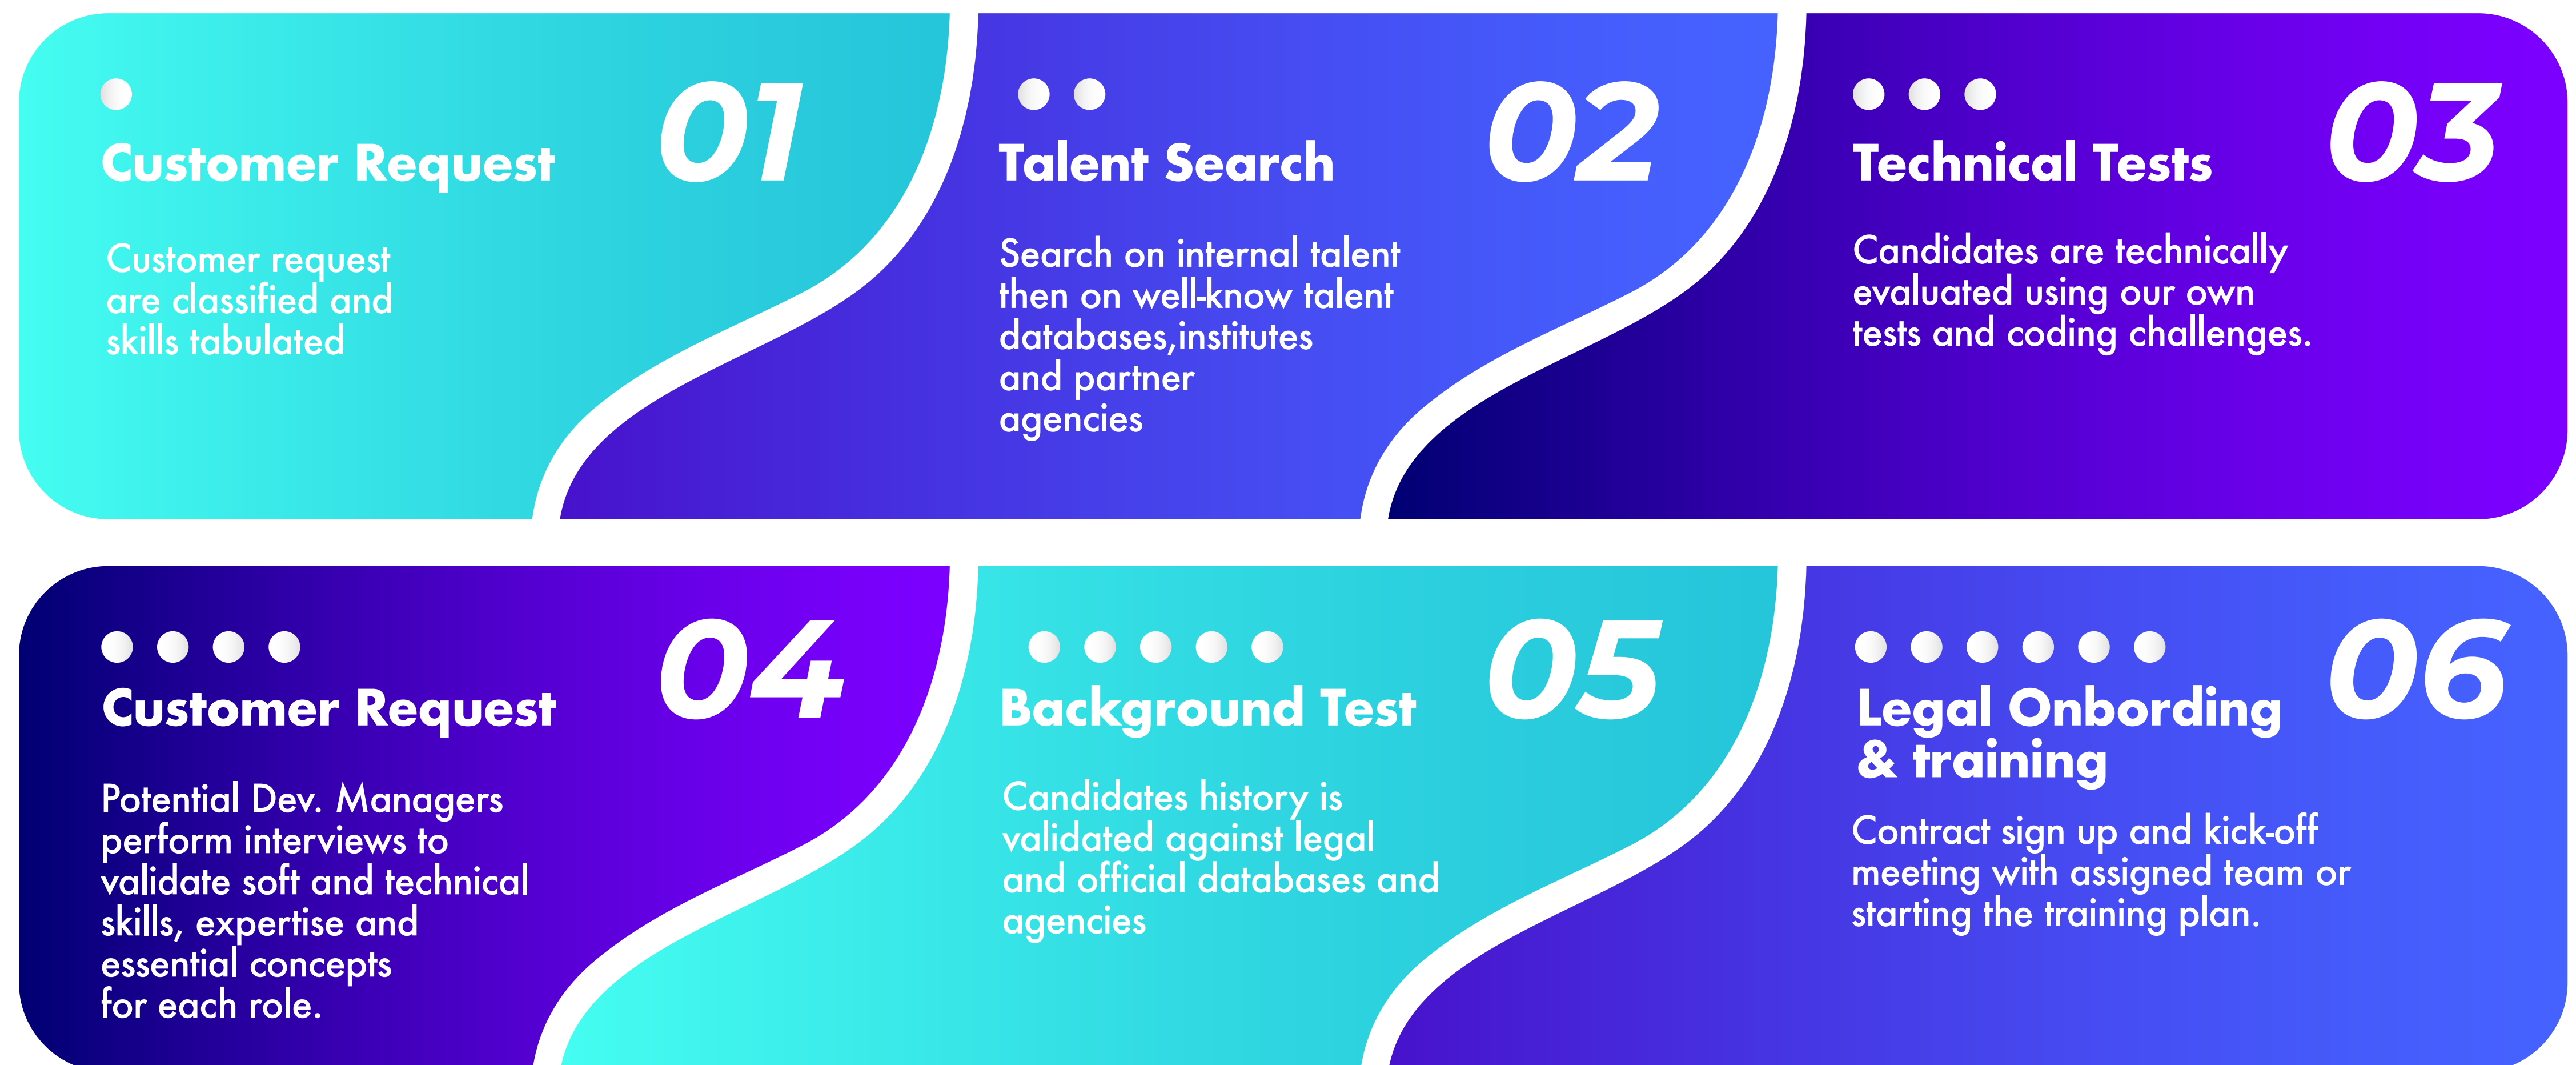 01
Customer Request
Customer request
are classified and
skills tabulated
02
Talent Search
Search on internal talent
then on well-know talent
databases,institutes
and partner
agencies
03
Technical Tests
Candidates are technically
evaluated using our own
tests and coding challenges.
04
Customer Request
Potential Dev. Managers
perform interviews to
validate soft and technical
skills, expertise and
essential concepts
for each role.
05
Background Test
Candidates history is
validated against legal
and official databases and
agencies
06
Legal Onbording
& training
Contract sign up and kick-off
meeting with assigned team or
starting the training plan.